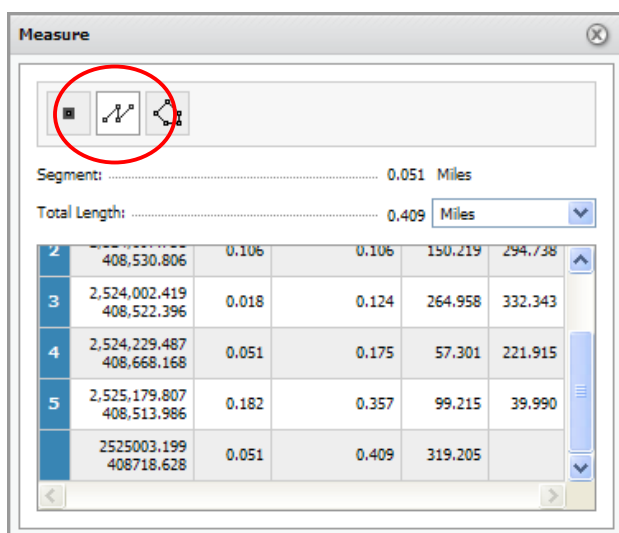 Measure
Segment: 0.051 Miles
Total Length: 0.409 Miles
2 408,530.806 0.106 0.106 150.219 294.738
3 2,524,002.419 0.018 0.124 264.958 332.343
408,522.396
4 2,524,229.487 0.051 0.175 57.301 221.915
408,668.168
5 2,525,179.807 0.182 0.357 99.215 39.990
408,513.986
2525003.199 0.051 0.409 319.205
408718.628